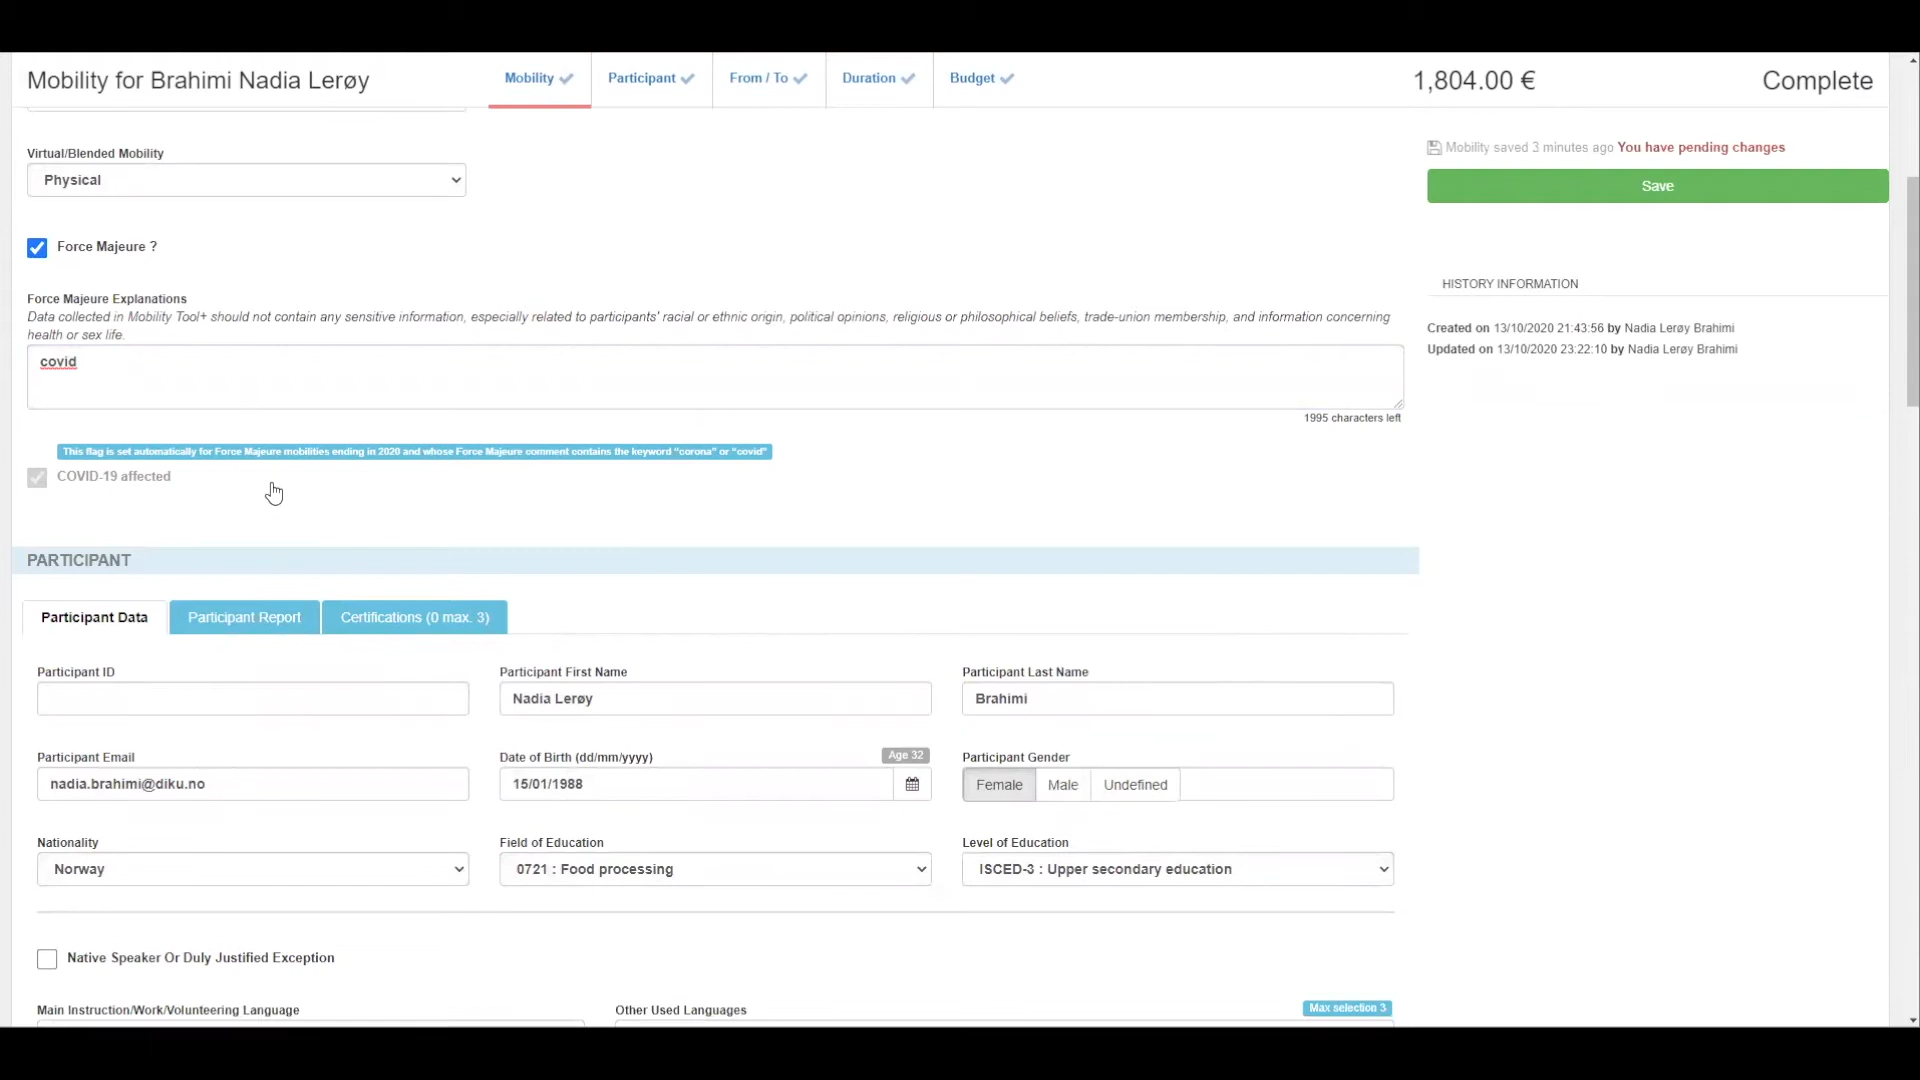 Mobility for Brahimi Nadia Lerøy
Mobility
Participant
From / To
Duration
Budget
1,804.00 €
Complete
Virtual/Blended Mobility
Physical
Mobility saved 3 minutes ago You have pending changes
Save
Force Majeure ?
HISTORY INFORMATION
Created on 13/10/2020 21:43:56 by Nadia Lerøy Brahimi
Updated on 13/10/2020 23:22:10 by Nadia Lerøy Brahimi
Force Majeure Explanations
Data collected in Mobility Tool+ should not contain any sensitive information, especially related to participants' racial or ethnic origin, political opinions, religious or philosophical beliefs, trade-union membership, and information concerning
health or sex life.
covid
1995 characters left
This flag is set automatically for Force Majeure mobilities ending in 2020 and whose Force Majeure comment contains the keyword “corona” or “covid”
COVID-19 affected
PARTICIPANT
Participant Data
Participant Report
Certifications (0 max. 3)
Participant ID
Participant First Name
Participant Last Name
Nadia Lerøy
Brahimi
Participant Email
Date of Birth (dd/mm/yyyy)
Age 32
Participant Gender
nadia.brahimi@diku.no
15/01/1988
Female
Male
Undefined
Nationality
Field of Education
Level of Education
Norway
0721 : Food processing
ISCED-3 : Upper secondary education
Native Speaker Or Duly Justified Exception
Main Instruction/Work/Volunteering Language
Other Used Languages
Max selection 3